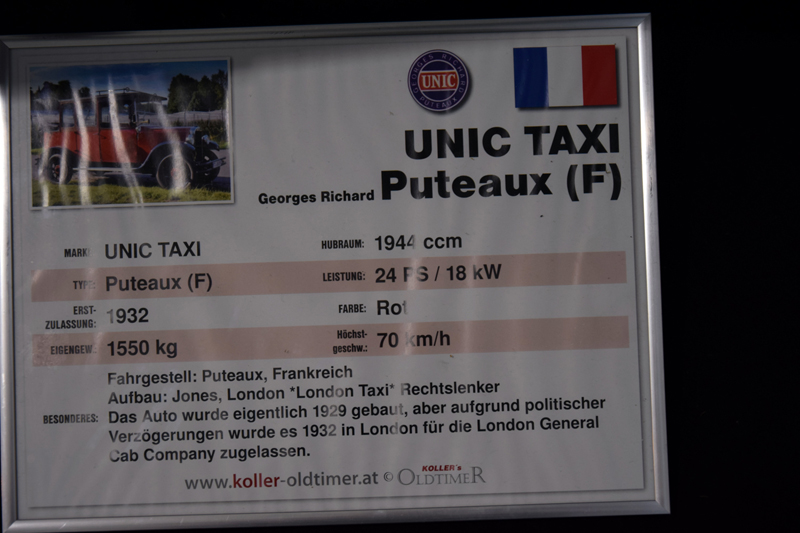 GEORGES RICHARD
UNIC
PUTEAUX
UNIC TAXI
Georges Richard Puteaux (F)
MARKE: UNIC TAXI HUBRAUM: 1944 ccm
TYPE: Puteaux (F) LEISTUNG: 24 PS / 18 kW
ERST-
ZULASSUNG: 1932 FARBE: Rot
EIGENGEW.: 1550 kg Höchst-
geschw.: 70 km/h
Fahrgestell: Puteaux, Frankreich
Aufbau: Jones, London *London Taxi* Rechtslenker
BESONDERES: Das Auto wurde eigentlich 1929 gebaut, aber aufgrund politischer
Verzögerungen wurde es 1932 in London für die London General
Cab Company zugelassen.
www.koller-oldtimer.at © KOLLER's
OLDTIMER